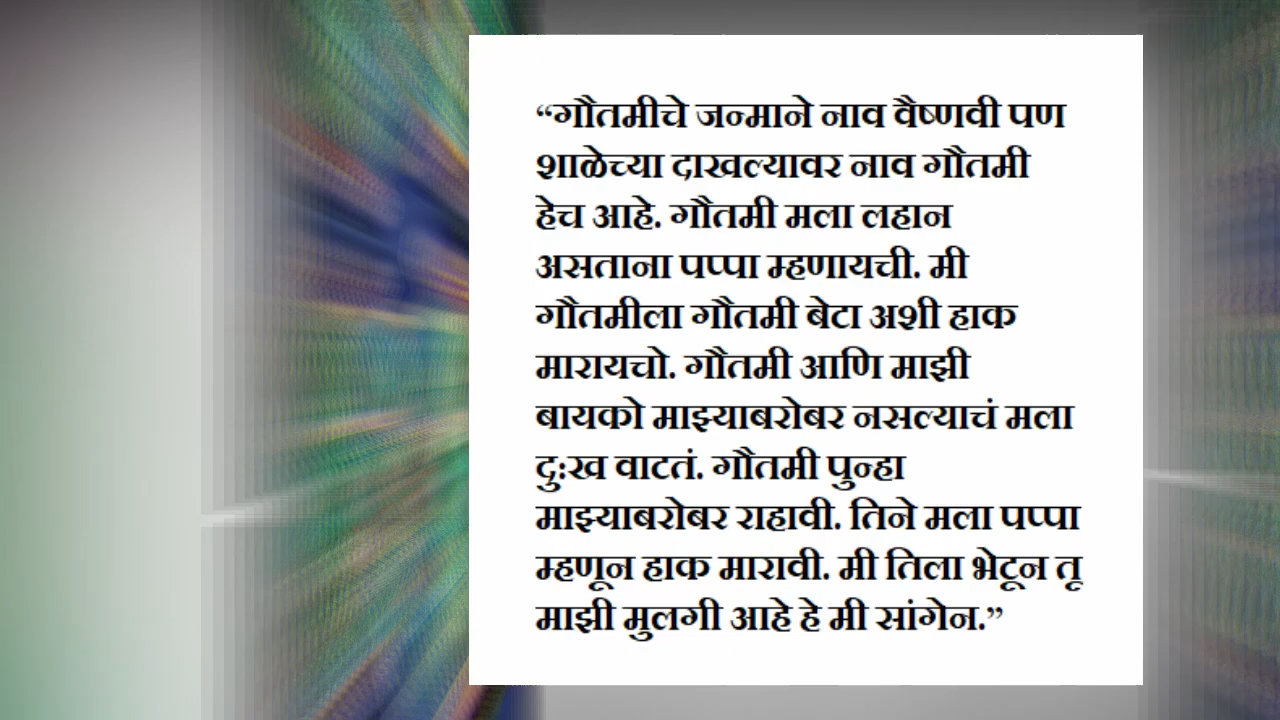 “गौतमीचे जन्माने नाव वैष्णवी पण
शाळेच्या दाखल्यावर नाव गौतमी
हेच आहे. गौतमी मला लहान
असताना पप्पा म्हणायची. मी
गौतमीला गौतमी बेटा अशी हाक
मारायचो. गौतमी आणि माझी
बायको माझ्याबरोबर नसल्याचं मला
दुःख वाटतं. गौतमी पुन्हा
माझ्याबरोबर राहावी. तिने मला पप्पा
म्हणून हाक मारावी. मी तिला भेटून तू
माझी मुलगी आहे हे मी सांगेन.”